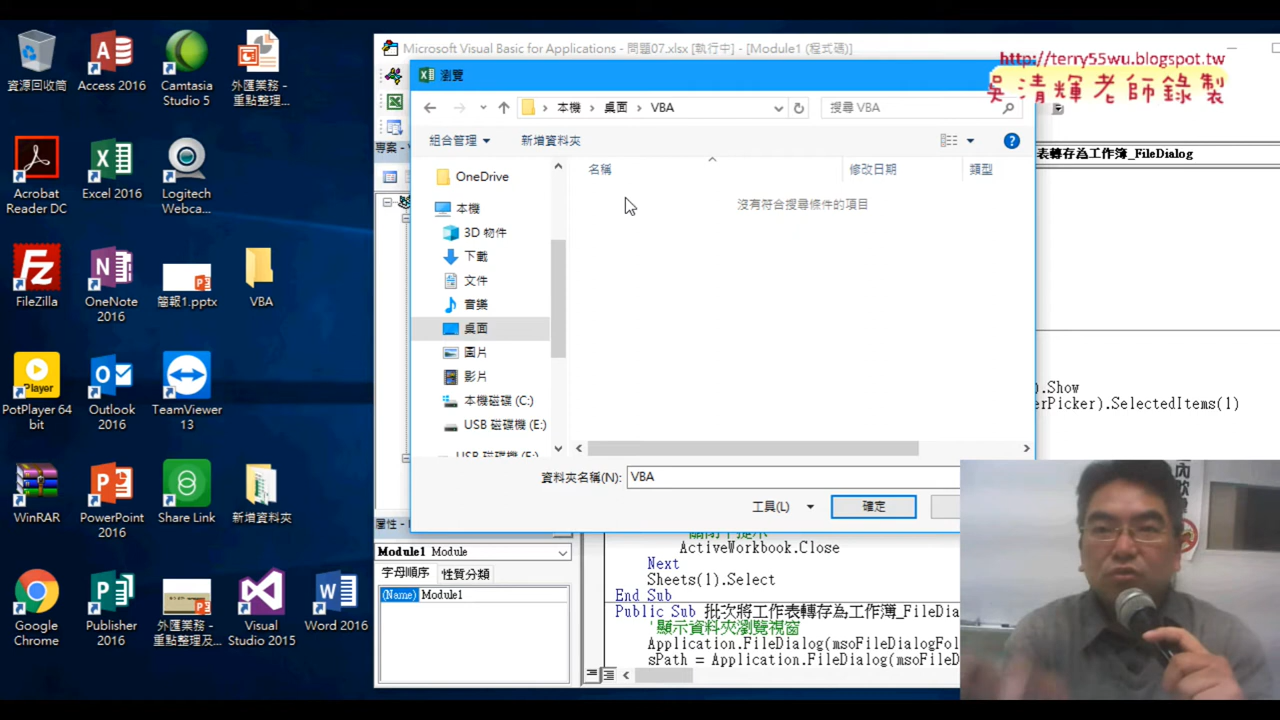 資源回收筒
Access 2016
Camtasia Studio 5
外匯業務 - 重點整理...
Acrobat Reader DC
Excel 2016
Logitech Webca...
FileZilla
OneNote 2016
簡報1.pptx
VBA
PotPlayer 64 bit
Outlook 2016
TeamViewer 13
WinRAR
PowerPoint 2016
Share Link
新增資料夾
Google Chrome
Publisher 2016
外匯業務 - 重點整理及...
Visual Studio 2015
Word 2016
Microsoft Visual Basic for Applications - 問題07.xlsx [執行中] - [Module1 (程式碼)]
http://terry55wu.blogspot.tw
吳清輝老師錄製
瀏覽
本機 › 桌面 › VBA
搜尋 VBA
組合管理
新增資料夾
名稱
修改日期
類型
沒有符合搜尋條件的項目
OneDrive
本機
3D 物件
下載
文件
音樂
桌面
圖片
影片
本機磁碟 (C:)
USB 磁碟機 (E:)
USB 磁碟機 (E:)
資料夾名稱(N):
VBA
工具(L)
確定
專案 - V
表轉存為工作簿_FileDialog
).Show
erPicker).SelectedItems(1)
屬性 -
Module1 Module
字母順序
性質分類
(Name)
Module1
ActiveWorkbook.Close
Next
Sheets(1).Select
End Sub
Public Sub 批次將工作表轉存為工作簿_FileDia
'顯示資料夾瀏覽視窗
Application.FileDialog(msoFileDialogFol
sPath = Application.FileDialog(msoFileD